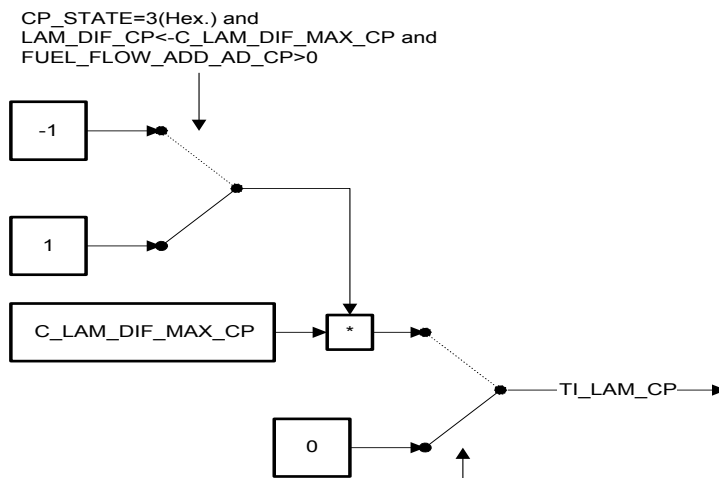 CP_STATE=3(Hex.) and
LAM_DIF_CP<-C_LAM_DIF_MAX_CP and
FUEL_FLOW_ADD_AD_CP>0
-1
1
C_LAM_DIF_MAX_CP
*
TI_LAM_CP
0